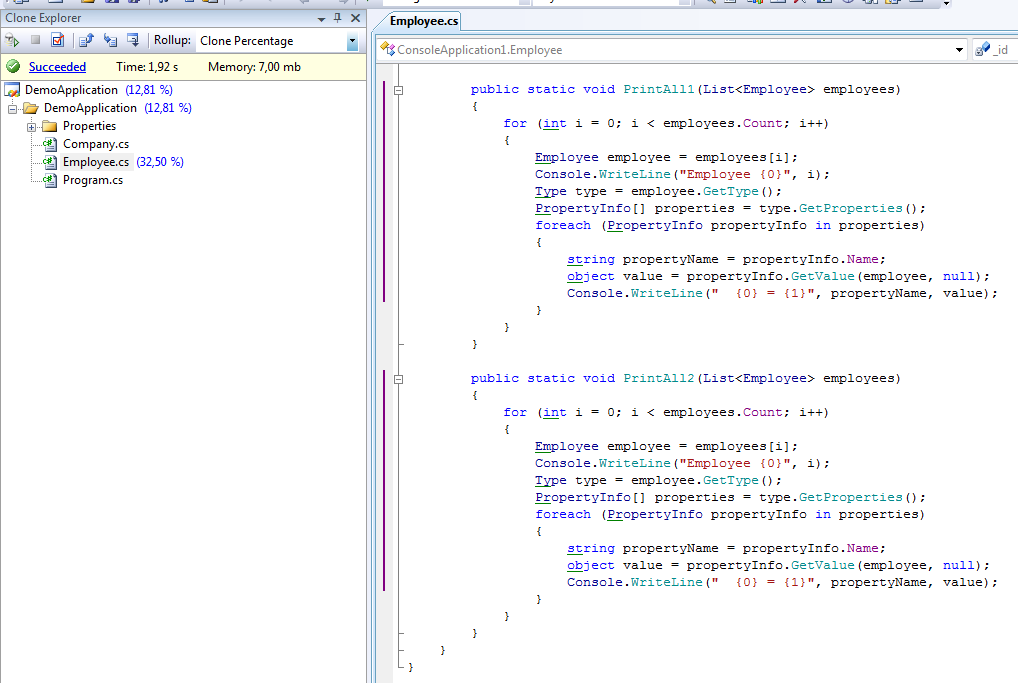 Clone Explorer
Rollup: Clone Percentage
Succeeded Time: 1,92 s Memory: 7,00 mb
DemoApplication (12,81 %)
DemoApplication (12,81 %)
Properties
Company.cs
Employee.cs (32,50 %)
Program.cs
Employee.cs
ConsoleApplication1.Employee
_id
public static void PrintAll1(List<Employee> employees)
{
for (int i = 0; i < employees.Count; i++)
{
Employee employee = employees[i];
Console.WriteLine("Employee {0}", i);
Type type = employee.GetType();
PropertyInfo[] properties = type.GetProperties();
foreach (PropertyInfo propertyInfo in properties)
{
string propertyName = propertyInfo.Name;
object value = propertyInfo.GetValue(employee, null);
Console.WriteLine("  {0} = {1}", propertyName, value);
}
}
}
public static void PrintAll2(List<Employee> employees)
{
for (int i = 0; i < employees.Count; i++)
{
Employee employee = employees[i];
Console.WriteLine("Employee {0}", i);
Type type = employee.GetType();
PropertyInfo[] properties = type.GetProperties();
foreach (PropertyInfo propertyInfo in properties)
{
string propertyName = propertyInfo.Name;
object value = propertyInfo.GetValue(employee, null);
Console.WriteLine("  {0} = {1}", propertyName, value);
}
}
}
}
}